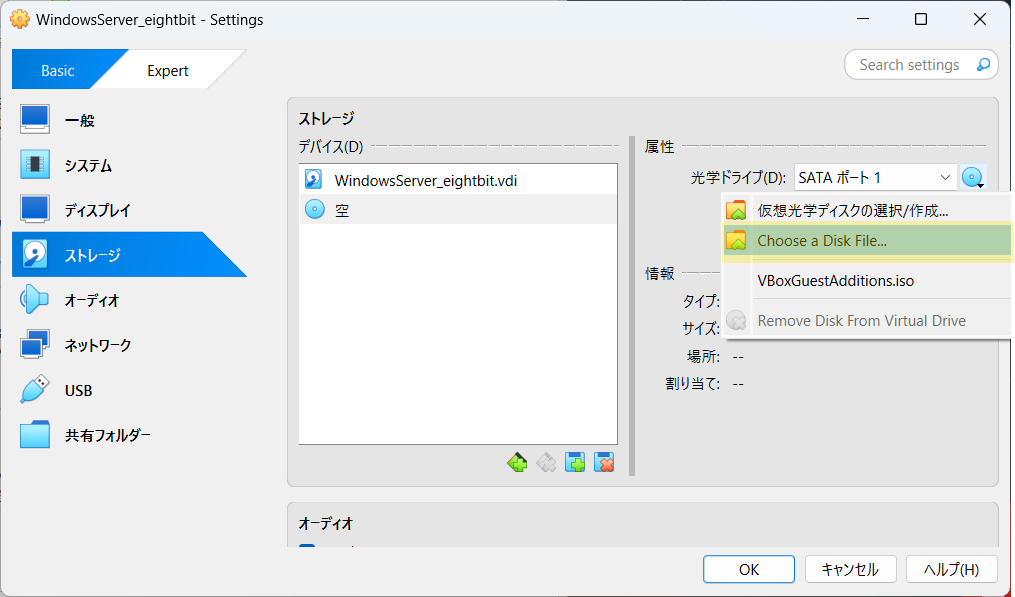 WindowsServer_eightbit - Settings
Basic
Expert
Search settings
一般
システム
ディスプレイ
ストレージ
オーディオ
ネットワーク
USB
共有フォルダー
ストレージ
デバイス(D)
WindowsServer_eightbit.vdi
空
属性
光学ドライブ(D): SATA ポート 1
仮想光学ディスクの選択/作成...
Choose a Disk File...
VBoxGuestAdditions.iso
Remove Disk From Virtual Drive
情報
タイプ:
サイズ:
場所: --
割り当て: --
オーディオ
OK
キャンセル
ヘルプ(H)